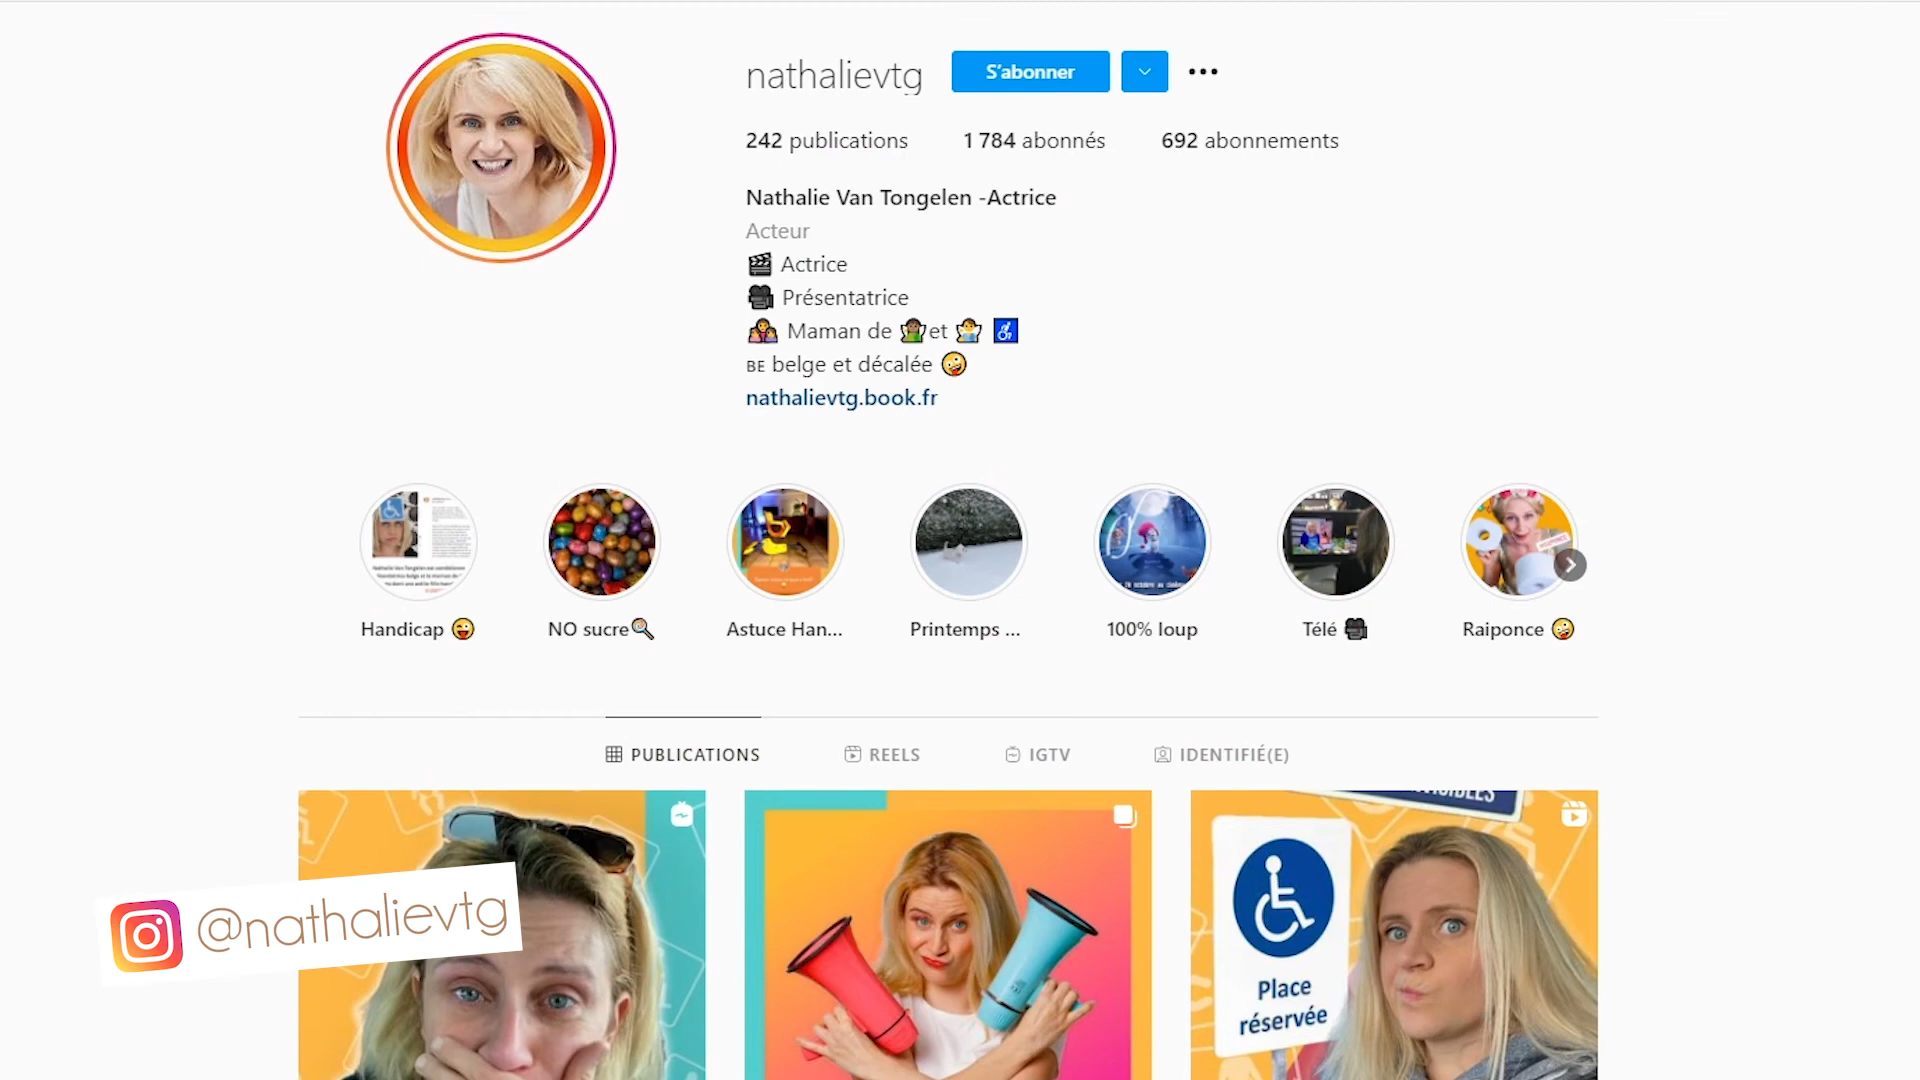 nathalievtg
S'abonner
242 publications 1 784 abonnés 692 abonnements
Nathalie Van Tongelen -Actrice
Acteur
🎬 Actrice
🎥 Présentatrice
Maman de et
BE belge et décalée 🤪
nathalievtg.book.fr
Handicap 😜 NO sucre🍭 Astuce Han... Printemps ... 100% loup Télé 🎥 Raiponce 🤪
PUBLICATIONS REELS IGTV IDENTIFIÉ(E)
@nathalievtg
Place
réservée